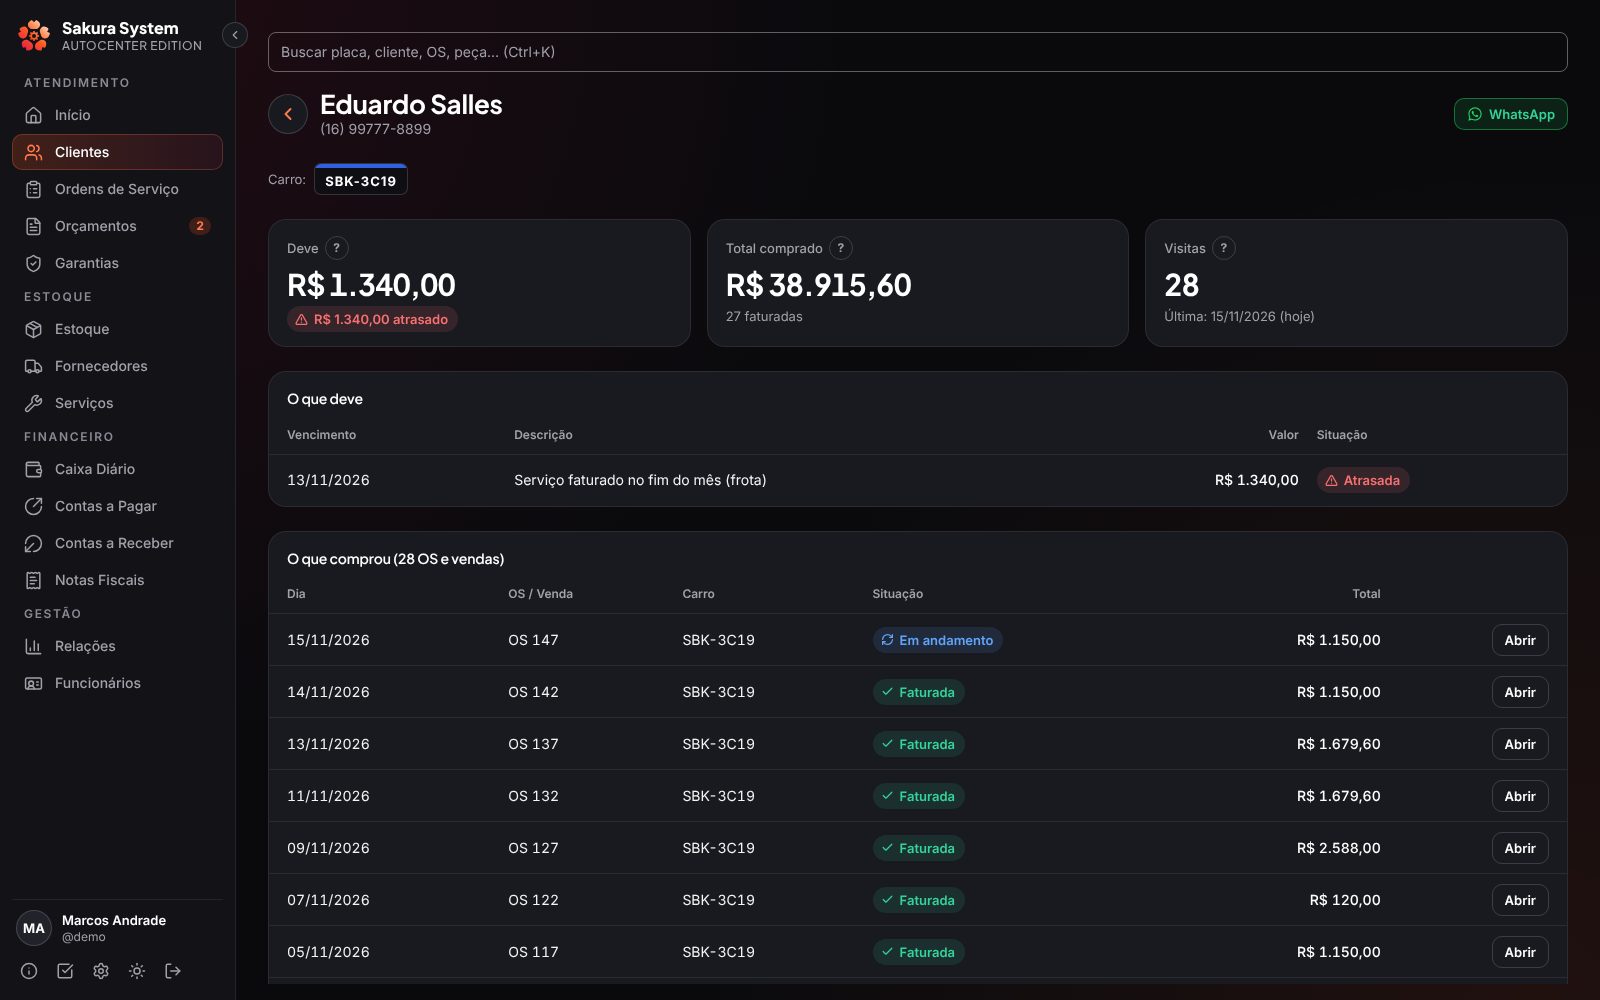 Sakura System
AUTOCENTER EDITION
ATENDIMENTO
Início
Clientes
Ordens de Serviço
Orçamentos 2
Garantias
ESTOQUE
Estoque
Fornecedores
Serviços
FINANCEIRO
Caixa Diário
Contas a Pagar
Contas a Receber
Notas Fiscais
GESTÃO
Relações
Funcionários
MA
Marcos Andrade
@demo
Buscar placa, cliente, OS, peça... (Ctrl+K)
Eduardo Salles
(16) 99777-8899
WhatsApp
Carro: SBK-3C19
Deve ?
R$ 1.340,00
R$ 1.340,00 atrasado
Total comprado ?
R$ 38.915,60
27 faturadas
Visitas ?
28
Última: 15/11/2026 (hoje)
O que deve
Vencimento Descrição Valor Situação
13/11/2026 Serviço faturado no fim do mês (frota) R$ 1.340,00 Atrasada
O que comprou (28 OS e vendas)
Dia OS / Venda Carro Situação Total
15/11/2026 OS 147 SBK-3C19 Em andamento R$ 1.150,00 Abrir
14/11/2026 OS 142 SBK-3C19 Faturada R$ 1.150,00 Abrir
13/11/2026 OS 137 SBK-3C19 Faturada R$ 1.679,60 Abrir
11/11/2026 OS 132 SBK-3C19 Faturada R$ 1.679,60 Abrir
09/11/2026 OS 127 SBK-3C19 Faturada R$ 2.588,00 Abrir
07/11/2026 OS 122 SBK-3C19 Faturada R$ 120,00 Abrir
05/11/2026 OS 117 SBK-3C19 Faturada R$ 1.150,00 Abrir